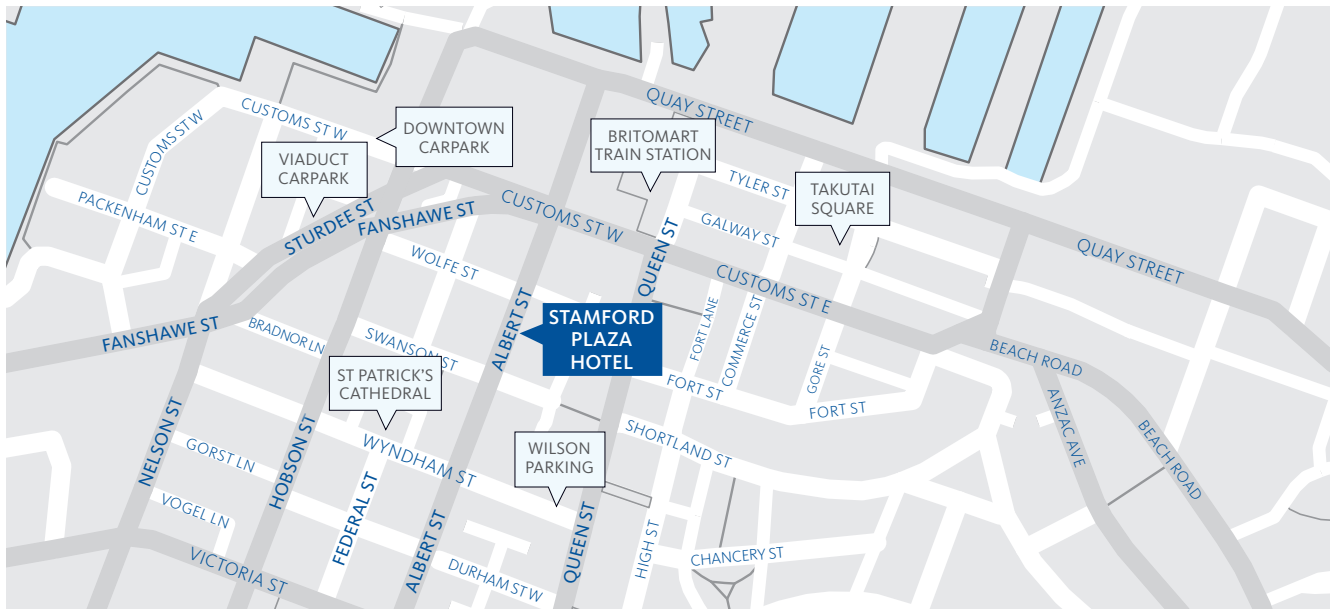 QUAY STREET
CUSTOMS ST W
DOWNTOWN
CARPARK
BRITOMART
TRAIN STATION
CUSTOMS ST W
VIADUCT
CARPARK
TYLER ST
TAKUTAI
SQUARE
PACKENHAM ST E
STURDEE ST
FANSHAWE ST
CUSTOMS ST W
GALWAY ST
QUEEN ST
QUAY STREET
WOLFE ST
CUSTOMS ST E
FANSHAWE ST
BRADNOR LN
SWANSON ST
ALBERT ST
STAMFORD
PLAZA
HOTEL
FORT LANE
COMMERCE ST
GORE ST
BEACH ROAD
ST PATRICK'S
CATHEDRAL
FORT ST
FORT ST
ANZAC AVE
BEACH ROAD
NELSON ST
GORST LN
HOBSON ST
WYNDHAM ST
WILSON
PARKING
SHORTLAND ST
VOGEL LN
FEDERAL ST
ALBERT ST
QUEEN ST
HIGH ST
CHANCERY ST
VICTORIA ST
DURHAM ST W